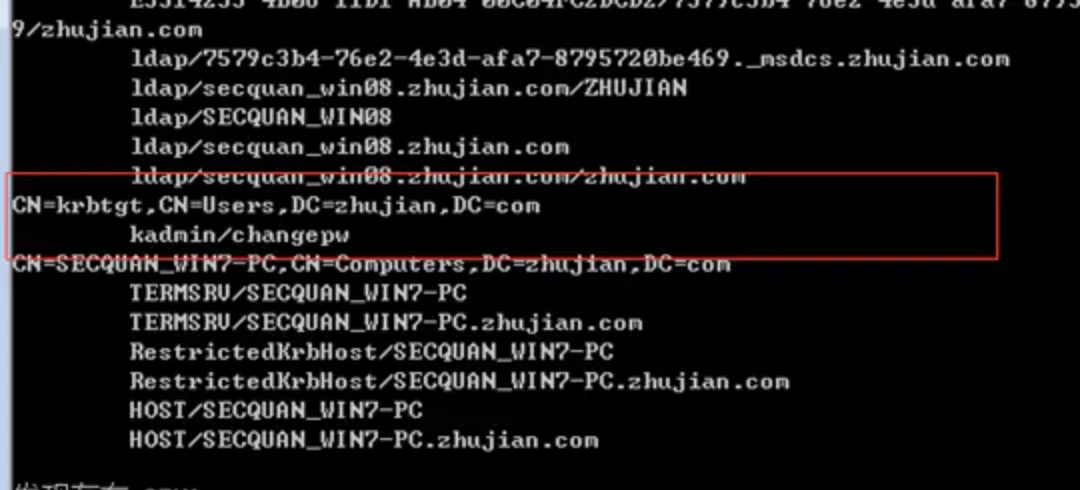 9/zhujian.com
ldap/7579c3b4-76e2-4e3d-afa7-8795720be469._msdcs.zhujian.com
ldap/secquan_win08.zhujian.com/ZHUJIAN
ldap/SECQUAN_WIN08
ldap/secquan_win08.zhujian.com
ldap/secquan_win08.zhujian.com/zhujian.com
CN=krbtgt,CN=Users,DC=zhujian,DC=com
kadmin/changepw
CN=SECQUAN_WIN7-PC,CN=Computers,DC=zhujian,DC=com
TERMSRV/SECQUAN_WIN7-PC
TERMSRV/SECQUAN_WIN7-PC.zhujian.com
RestrictedKrbHost/SECQUAN_WIN7-PC
RestrictedKrbHost/SECQUAN_WIN7-PC.zhujian.com
HOST/SECQUAN_WIN7-PC
HOST/SECQUAN_WIN7-PC.zhujian.com